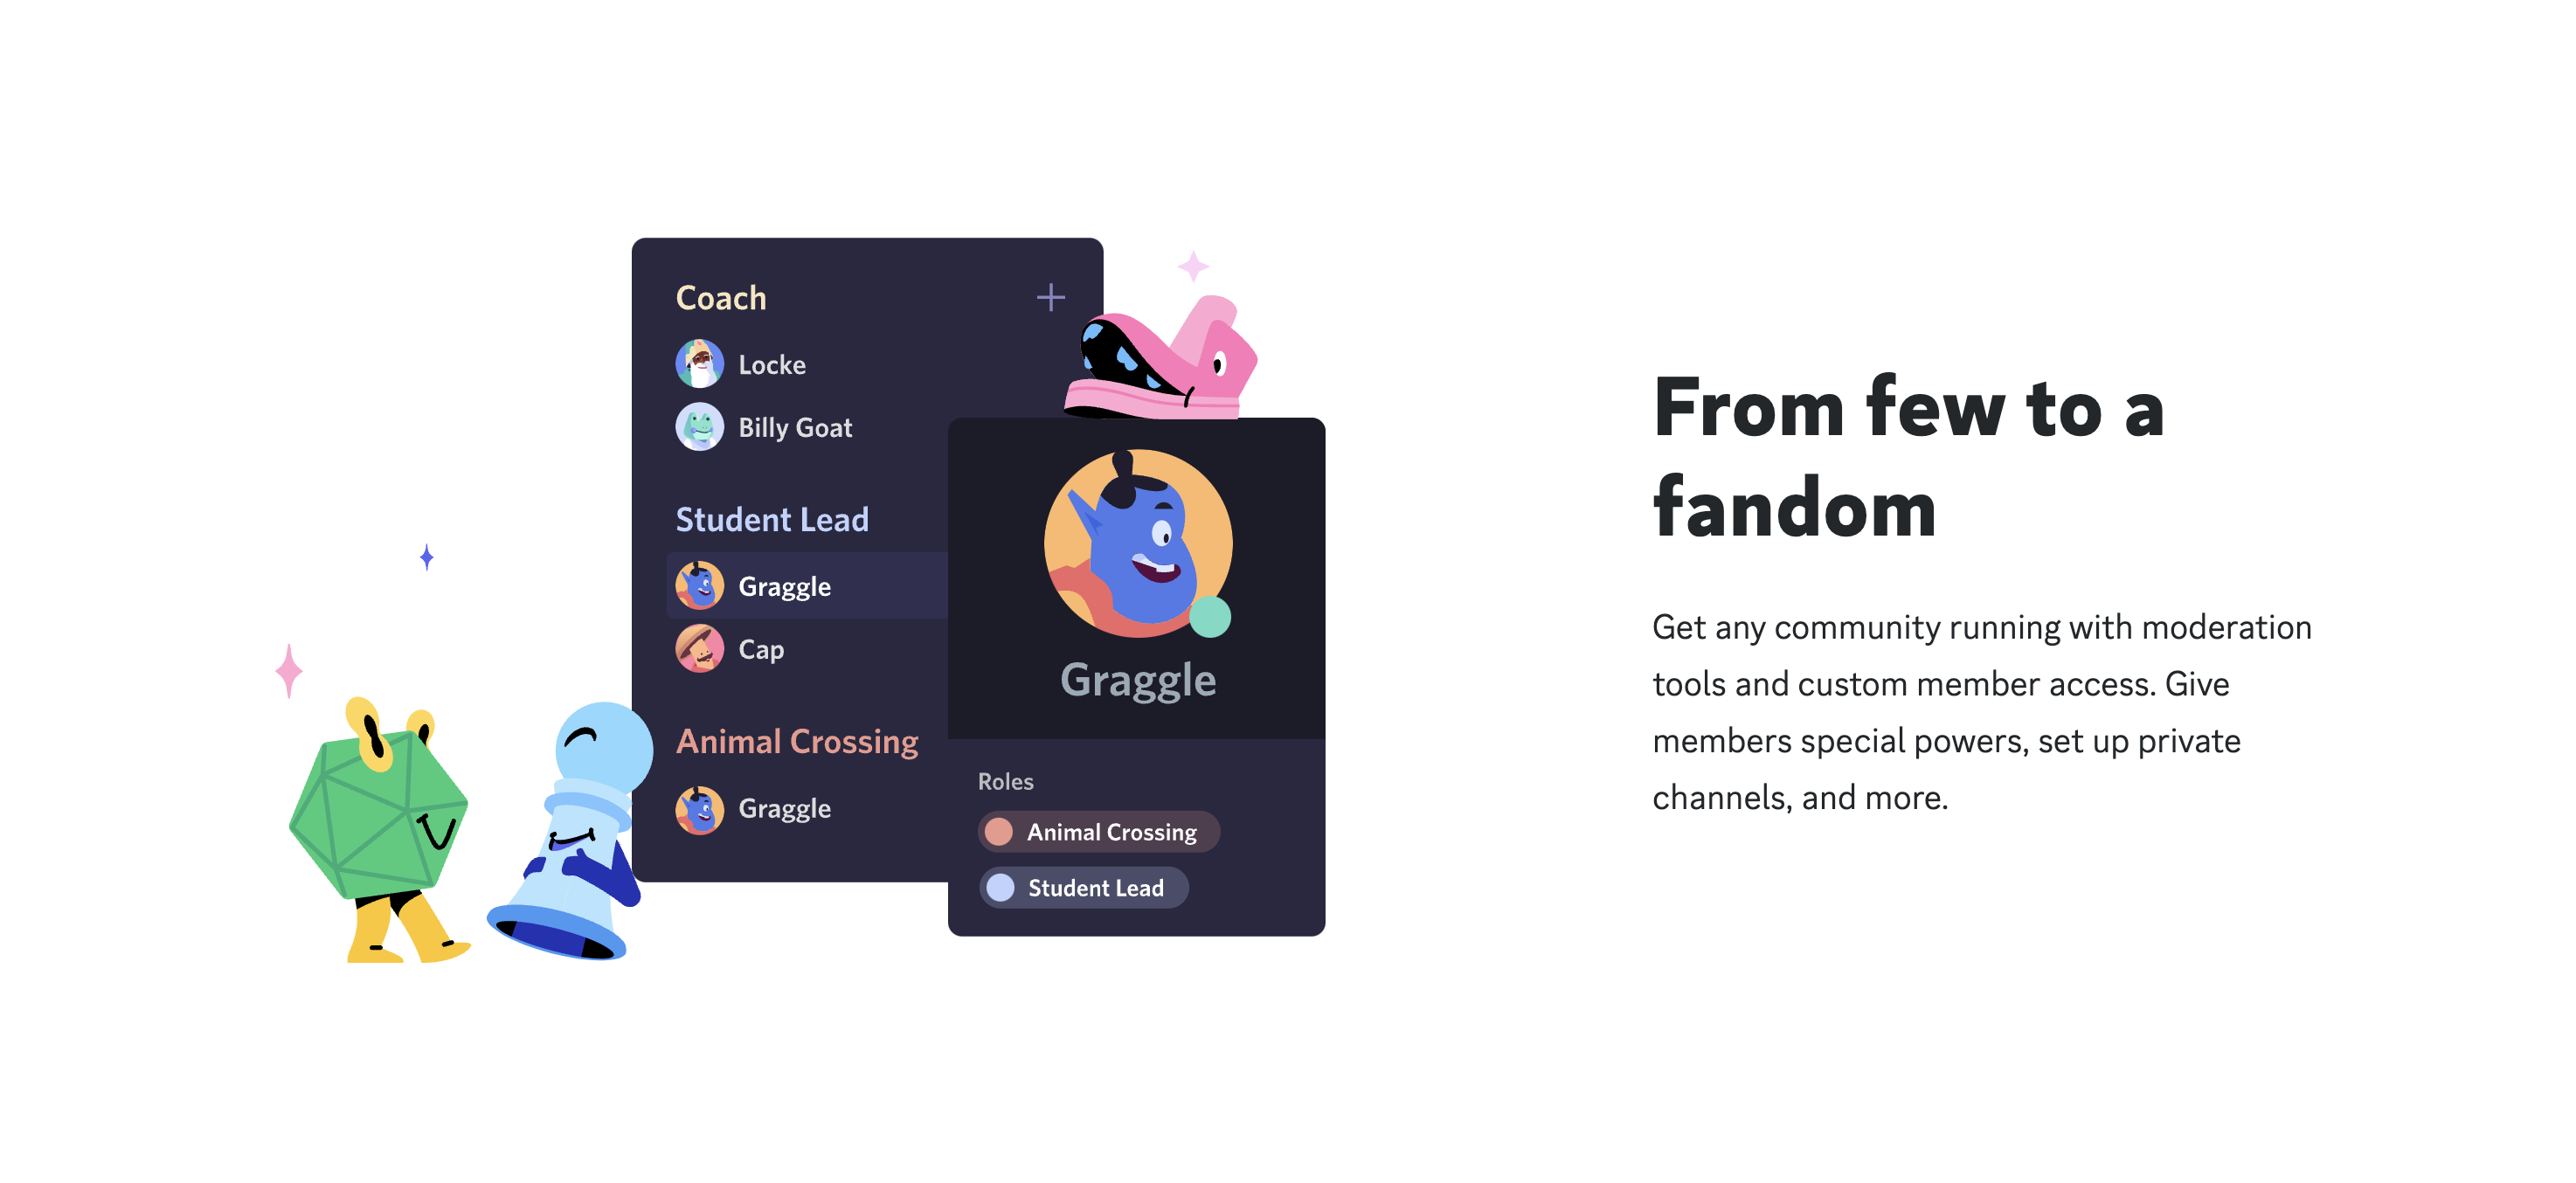 Coach
Locke
Billy Goat
Student Lead
Graggle
Cap
Animal Crossing
Graggle
Graggle
Roles
Animal Crossing
Student Lead
From few to a
fandom
Get any community running with moderation
tools and custom member access. Give
members special powers, set up private
channels, and more.